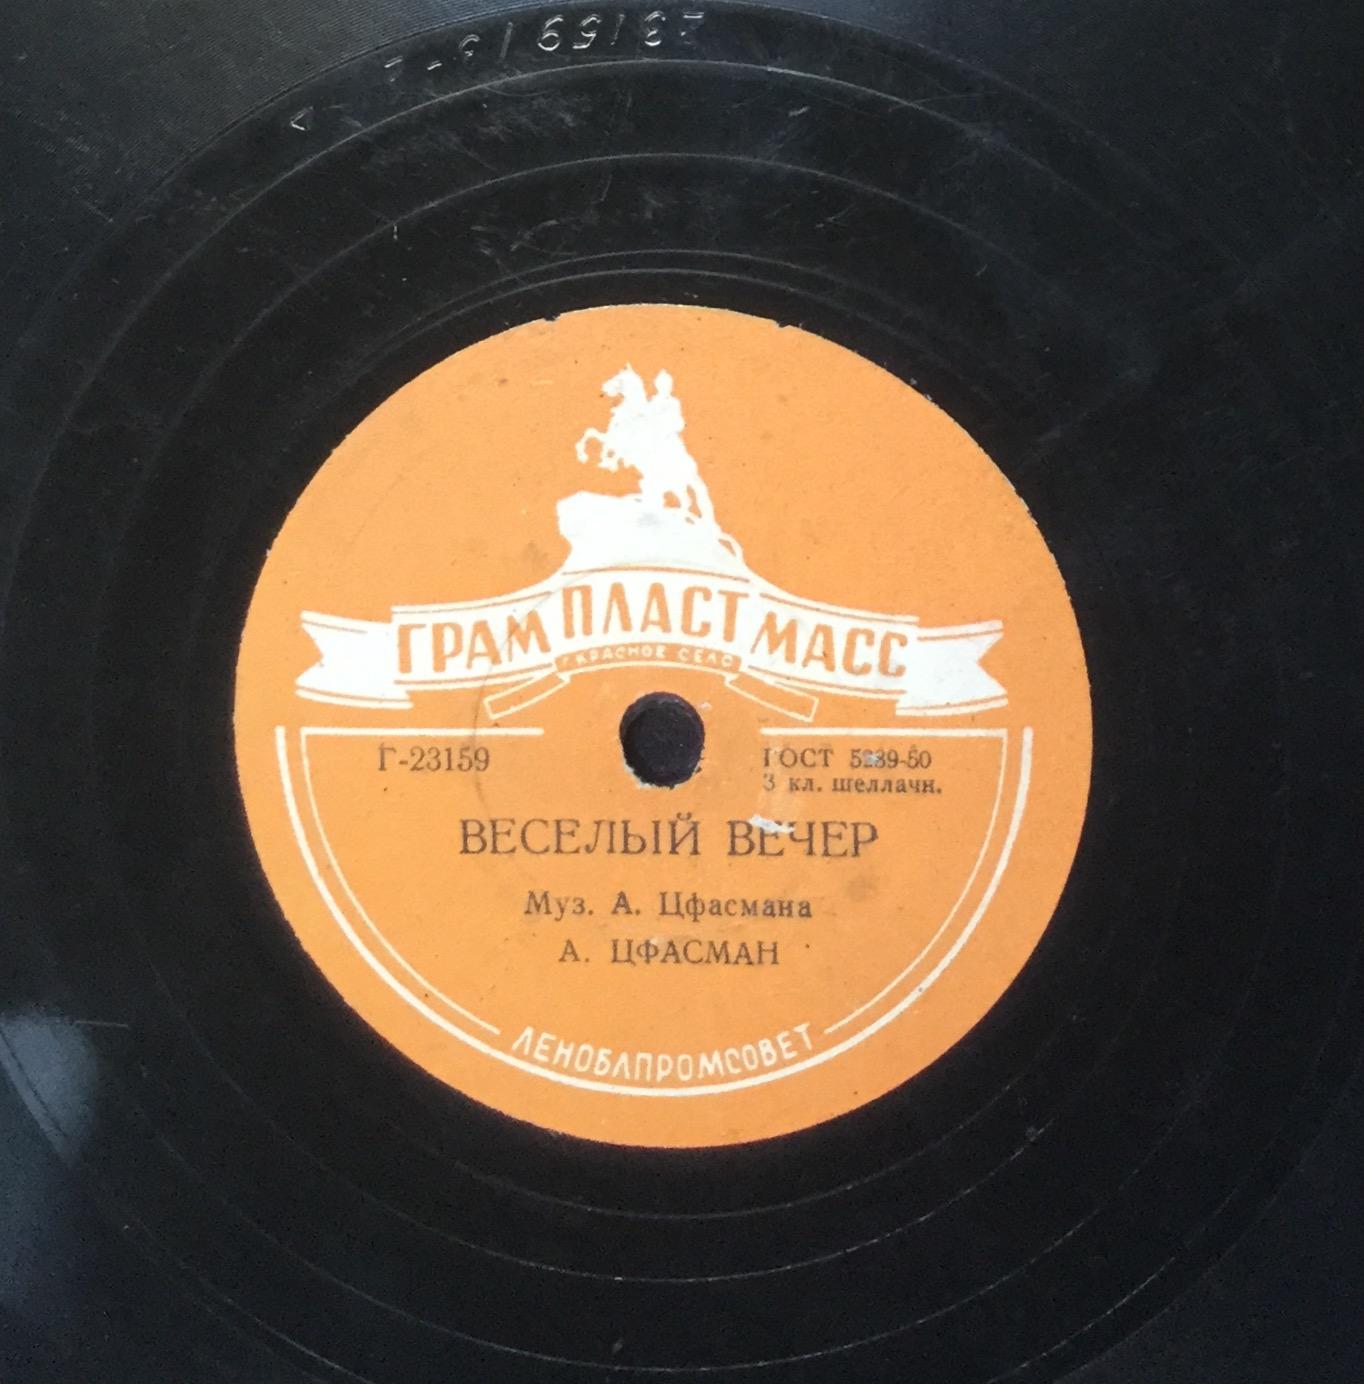 ГРАМ ПЛАСТ МАСС
г. КРАСНОЕ СЕЛО
Г-23159
ГОСТ 5289-50
3 кл. шеллачн.
ВЕСЕЛЫЙ ВЕЧЕР
Муз. А. Цфасмана
А. ЦФАСМАН
ЛЕНОБЛПРОМСОВЕТ